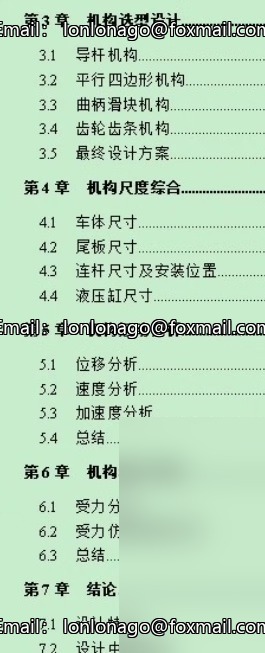 第3章 机构选型设计
Email: lonlonago@foxmail.com
3.1 导杆机构
3.2 平行四边形机构
3.3 曲柄滑块机构
3.4 齿轮齿条机构
3.5 最终设计方案
第4章 机构尺度综合
4.1 车体尺寸
4.2 尾板尺寸
4.3 连杆尺寸及安装位置
4.4 液压缸尺寸
Email: lonlonago@foxmail.com
5.1 位移分析
5.2 速度分析
5.3 加速度分析
5.4 总结
第6章 机构
6.1 受力分
6.2 受力仿
6.3 总结
第7章 结论
Email: lonlonago@foxmail.com
7.2 设计中